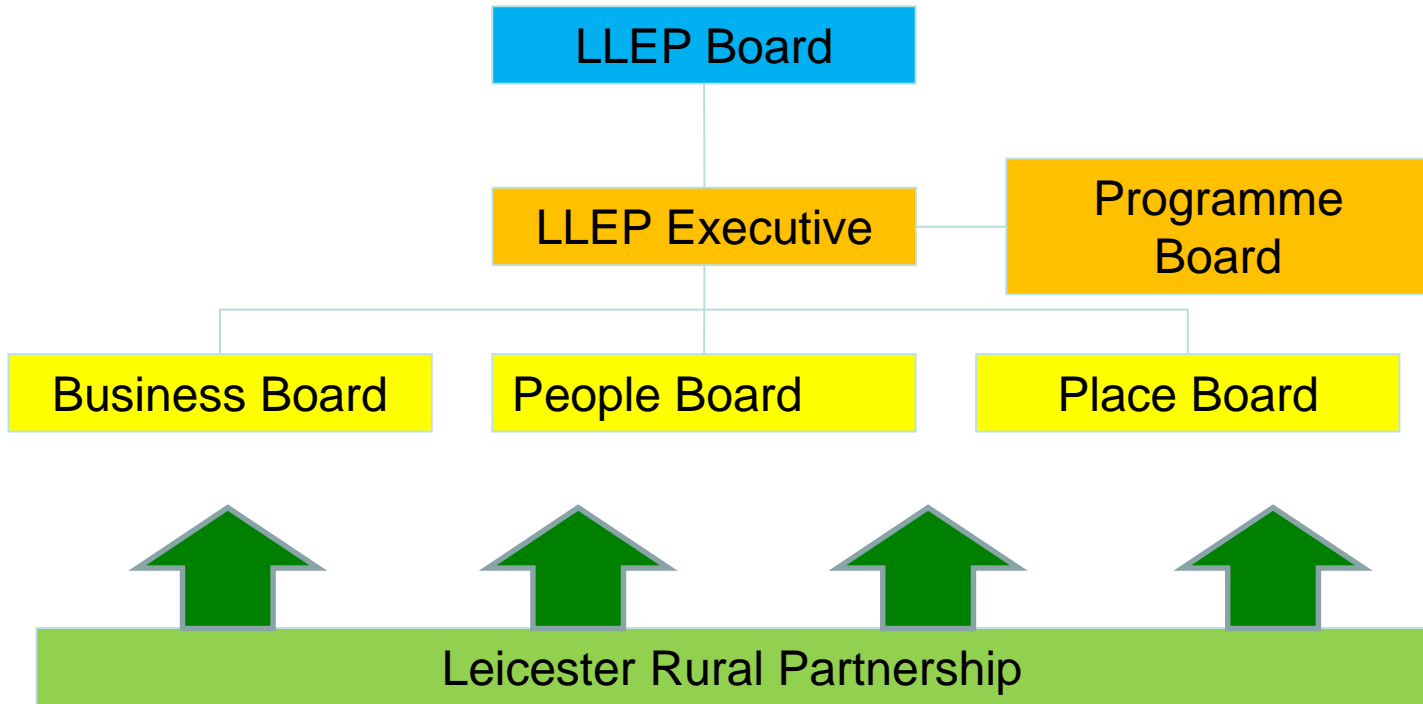 LLEP Board
LLEP Executive
Programme
Board
Business Board
People Board
Place Board
Leicester Rural Partnership